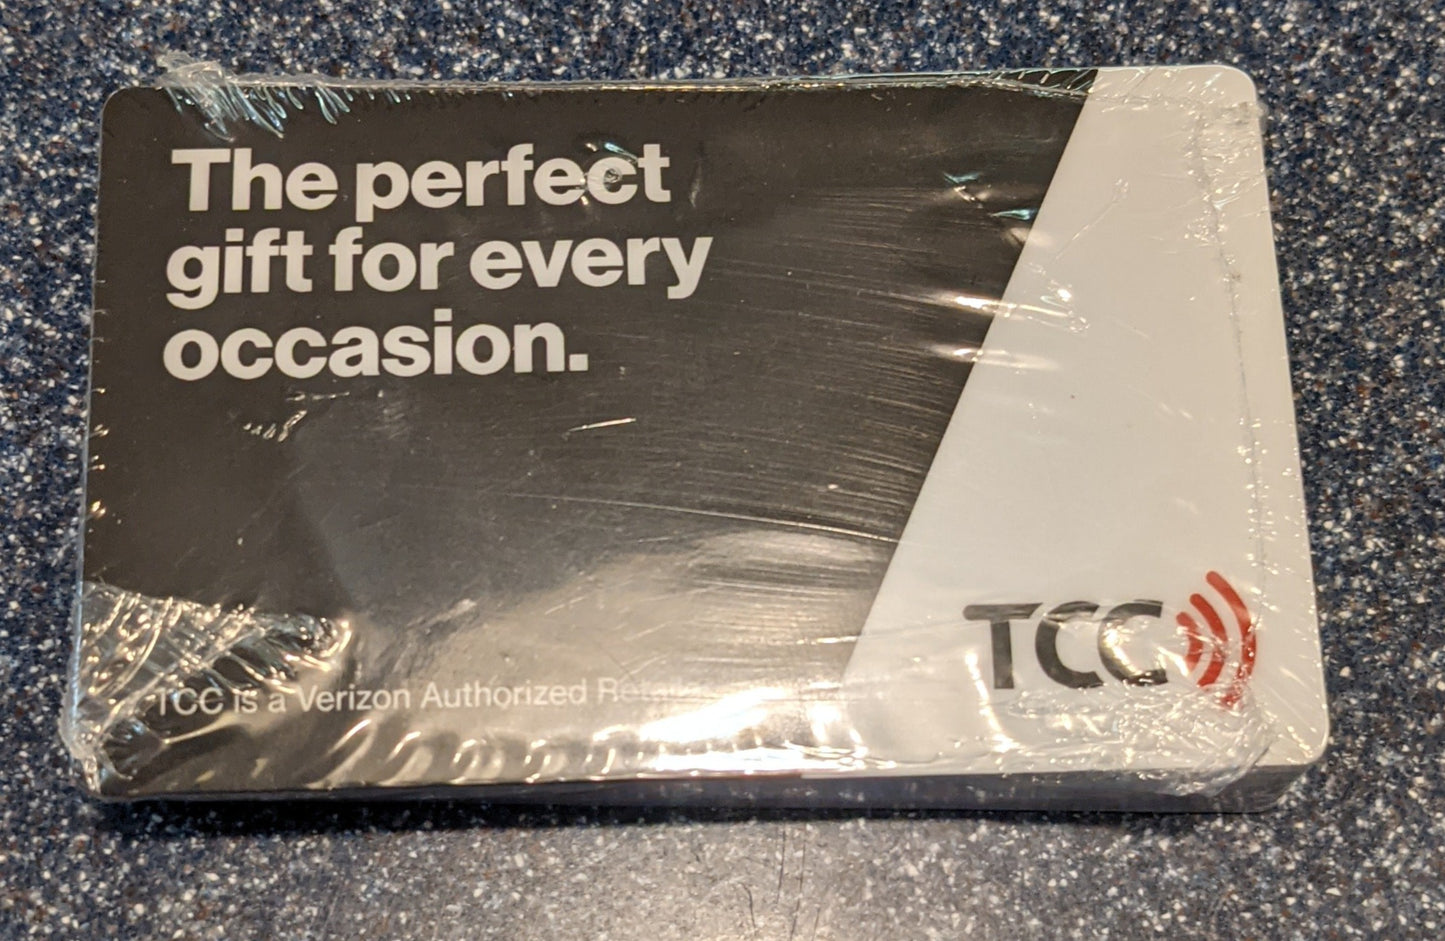 The perfect
gift for every
occasion.
TCC is a Verizon Authorized
TCC